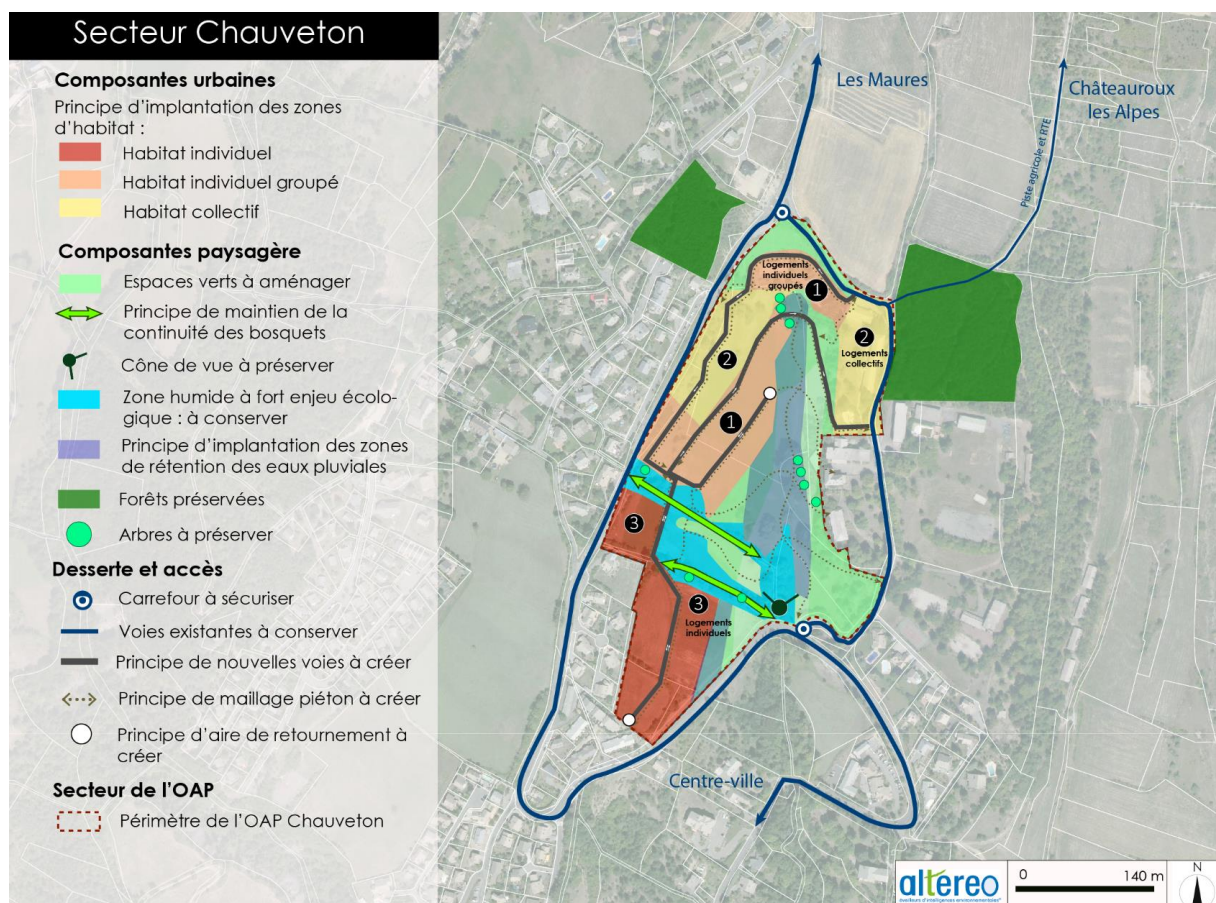 Secteur Chauveton
Composantes urbaines
Principe d'implantation des zones
d'habitat :
Habitat individuel
Habitat individuel groupé
Habitat collectif
Composantes paysagère
Espaces verts à aménager
Principe de maintien de la
continuité des bosquets
Cône de vue à préserver
Zone humide à fort enjeu écolo-
gique : à conserver
Principe d'implantation des zones
de rétention des eaux pluviales
Forêts préservées
Arbres à préserver
Desserte et accès
Carrefour à sécuriser
Voies existantes à conserver
Principe de nouvelles voies à créer
Principe de maillage piéton à créer
Principe d'aire de retournement à
créer
Secteur de l'OAP
Périmètre de l'OAP Chauveton
Les Maures
Châteauroux
les Alpes
Piste agricole et RTE
Logements
individuels
groupés
1
2
2
Logements
collectifs
1
3
3
Logements
individuels
Centre-ville
altereo
éveilleurs d'intelligences environnementales
0 140 m
N